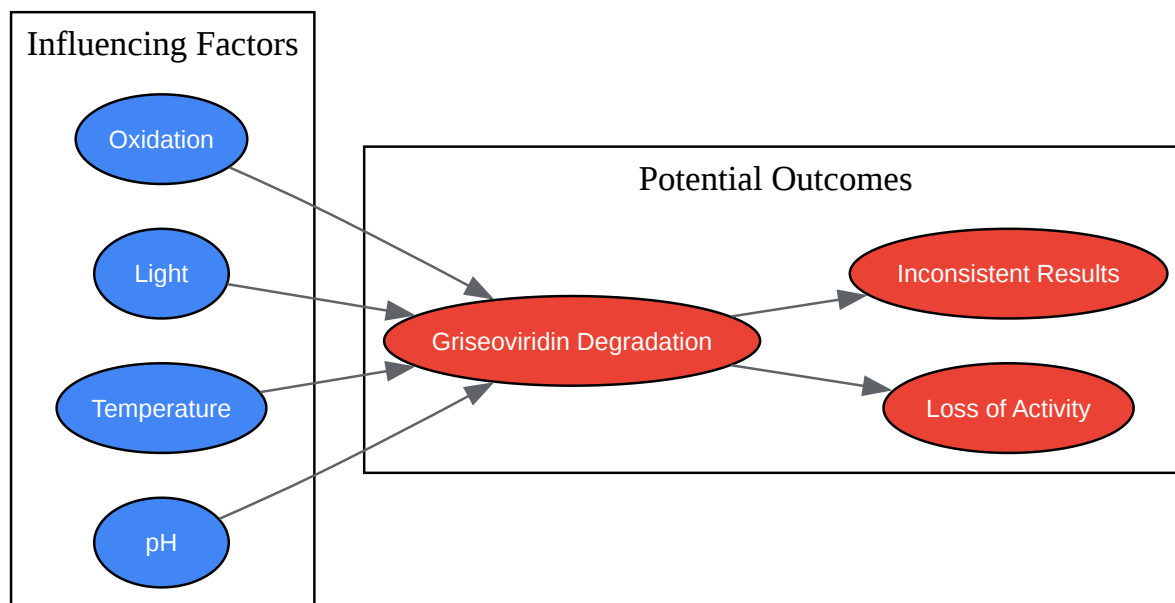 Influencing Factors
Oxidation
Light
Temperature
pH
Potential Outcomes
Griseoviridin Degradation
Inconsistent Results
Loss of Activity